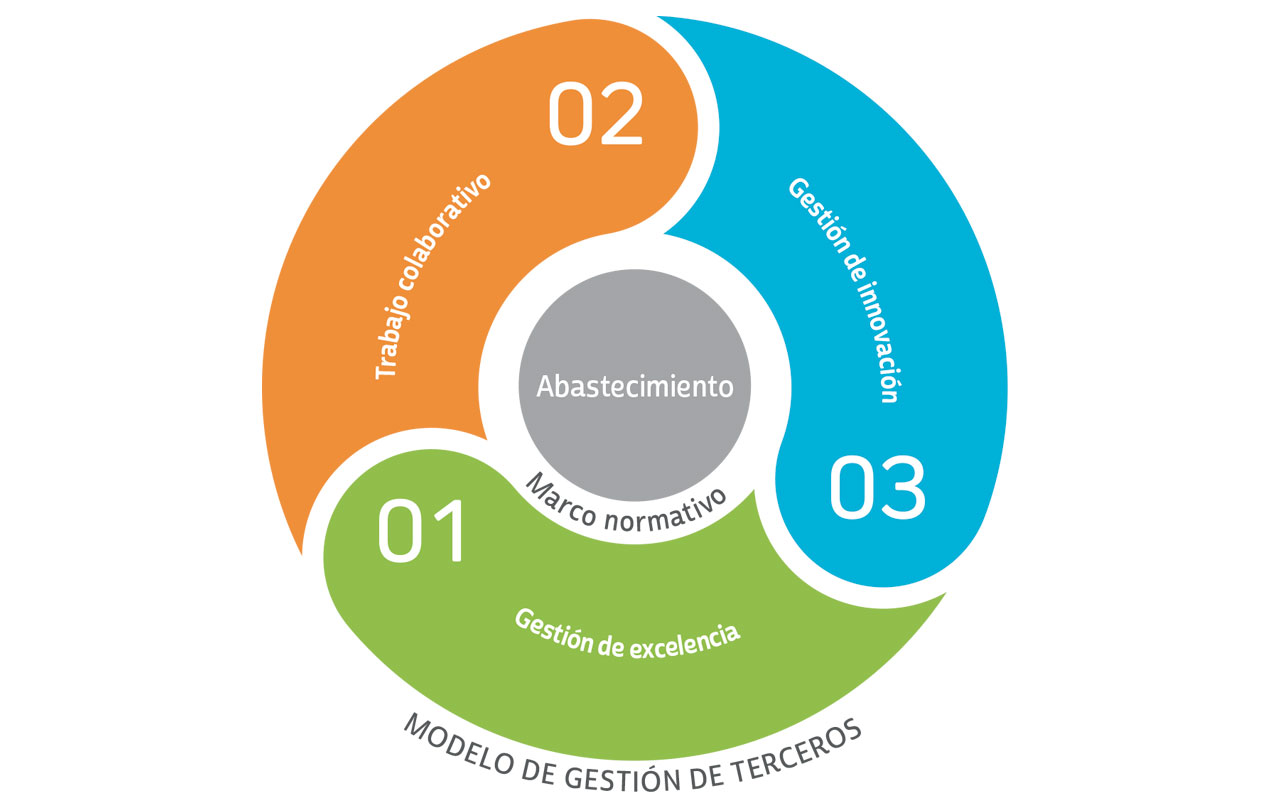 02
Trabajo colaborativo
Gestión de innovación
03
Abastecimiento
Marco normativo
01
Gestión de excelencia
MODELO DE GESTIÓN DE TERCEROS